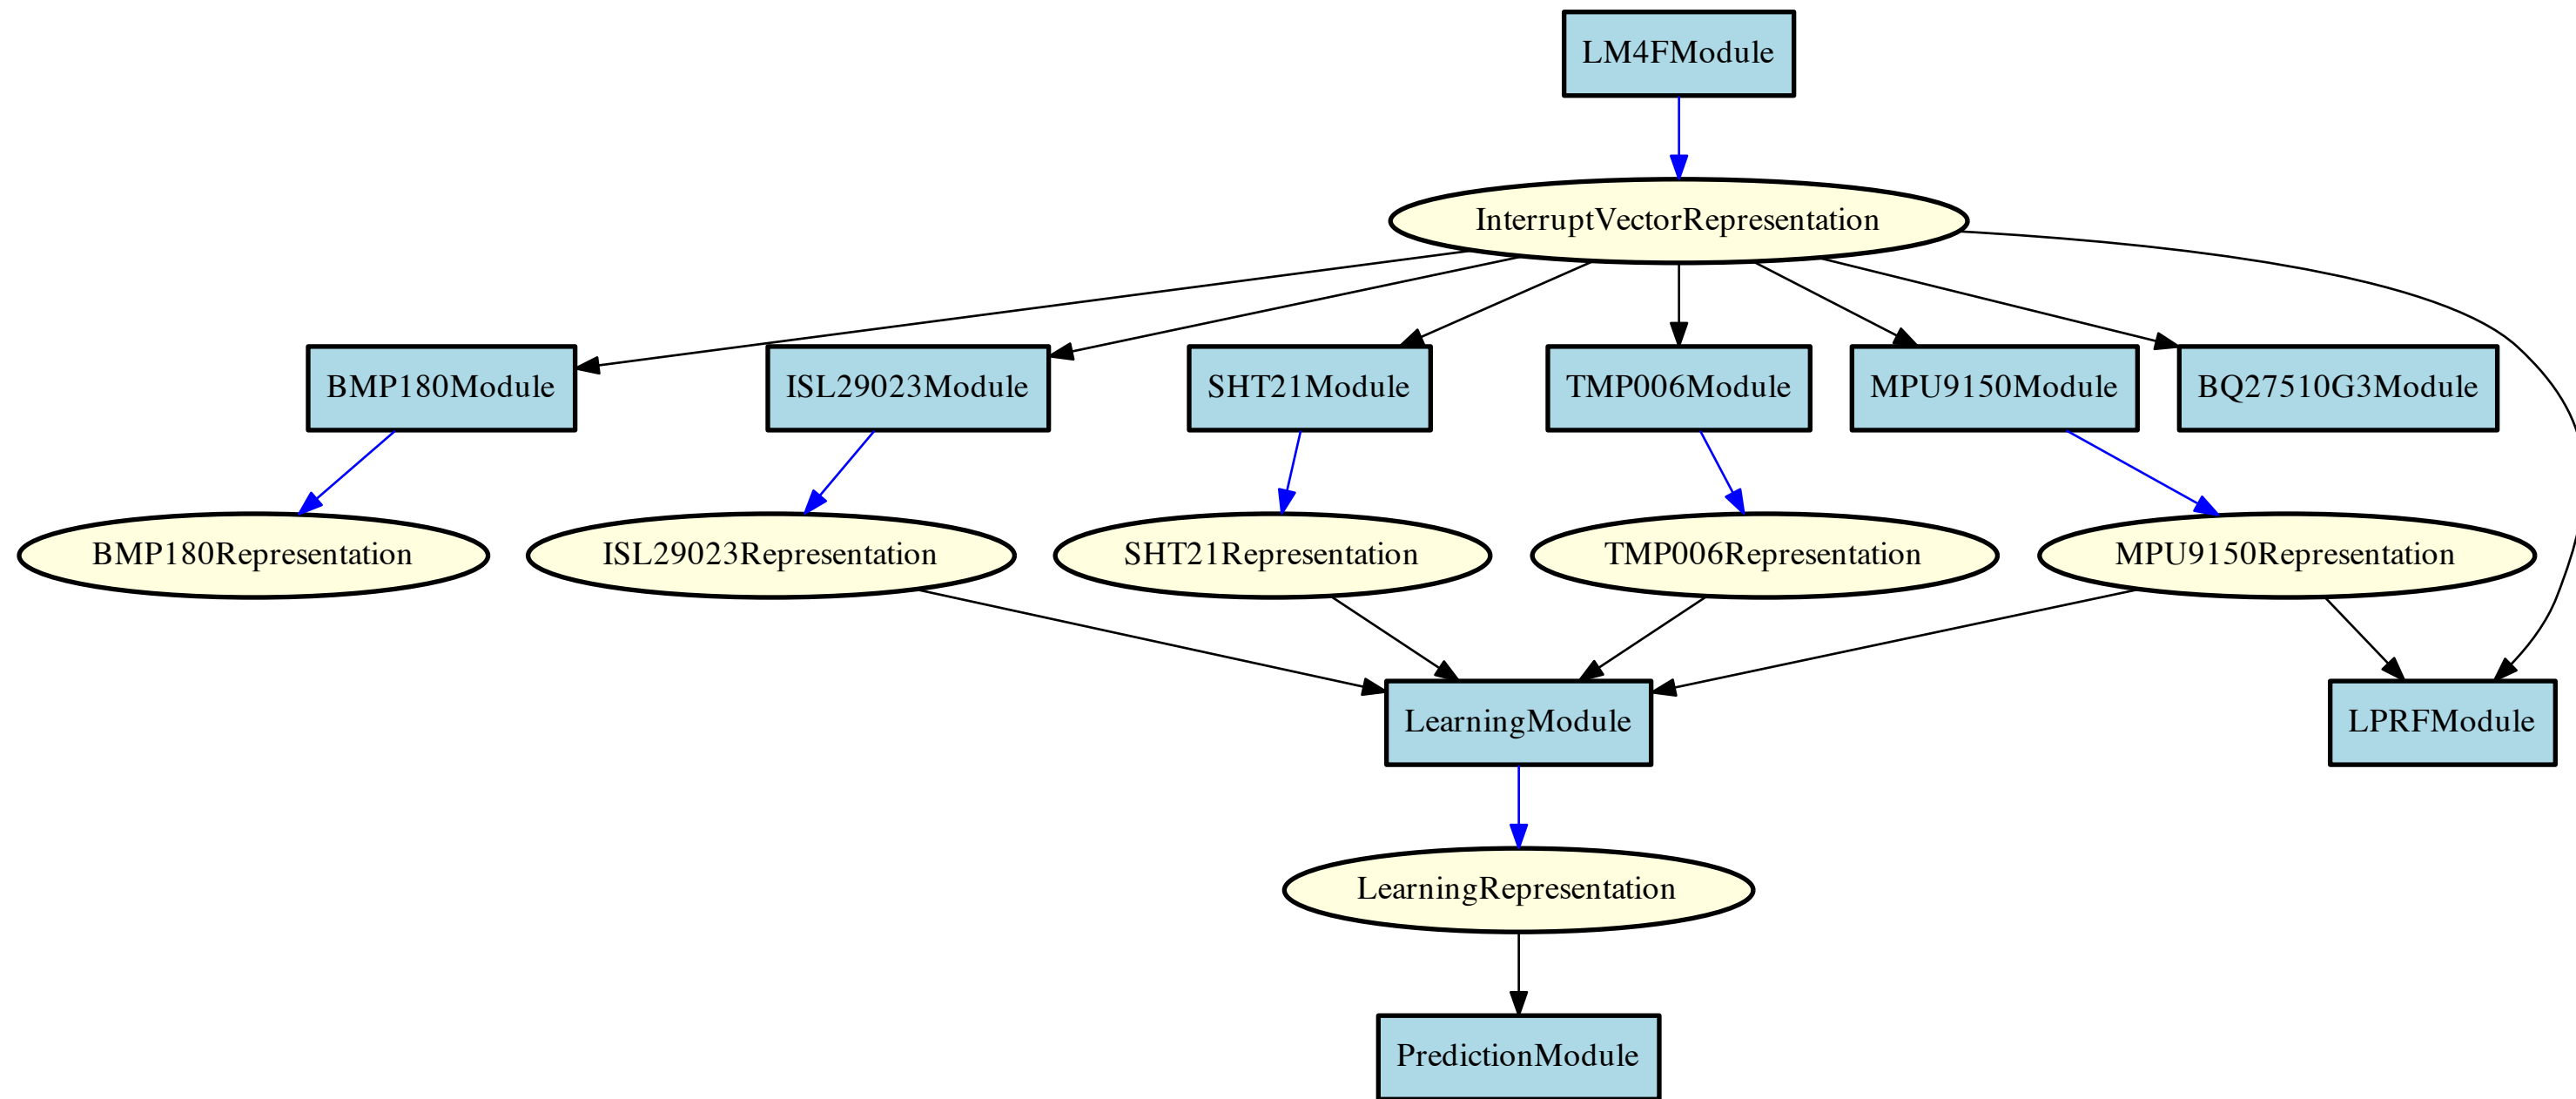 LM4FModule
InterruptVectorRepresentation
BMP180Module
ISL29023Module
SHT21Module
TMP006Module
MPU9150Module
BQ27510G3Module
BMP180Representation
ISL29023Representation
SHT21Representation
TMP006Representation
MPU9150Representation
LearningModule
LPRFModule
LearningRepresentation
PredictionModule